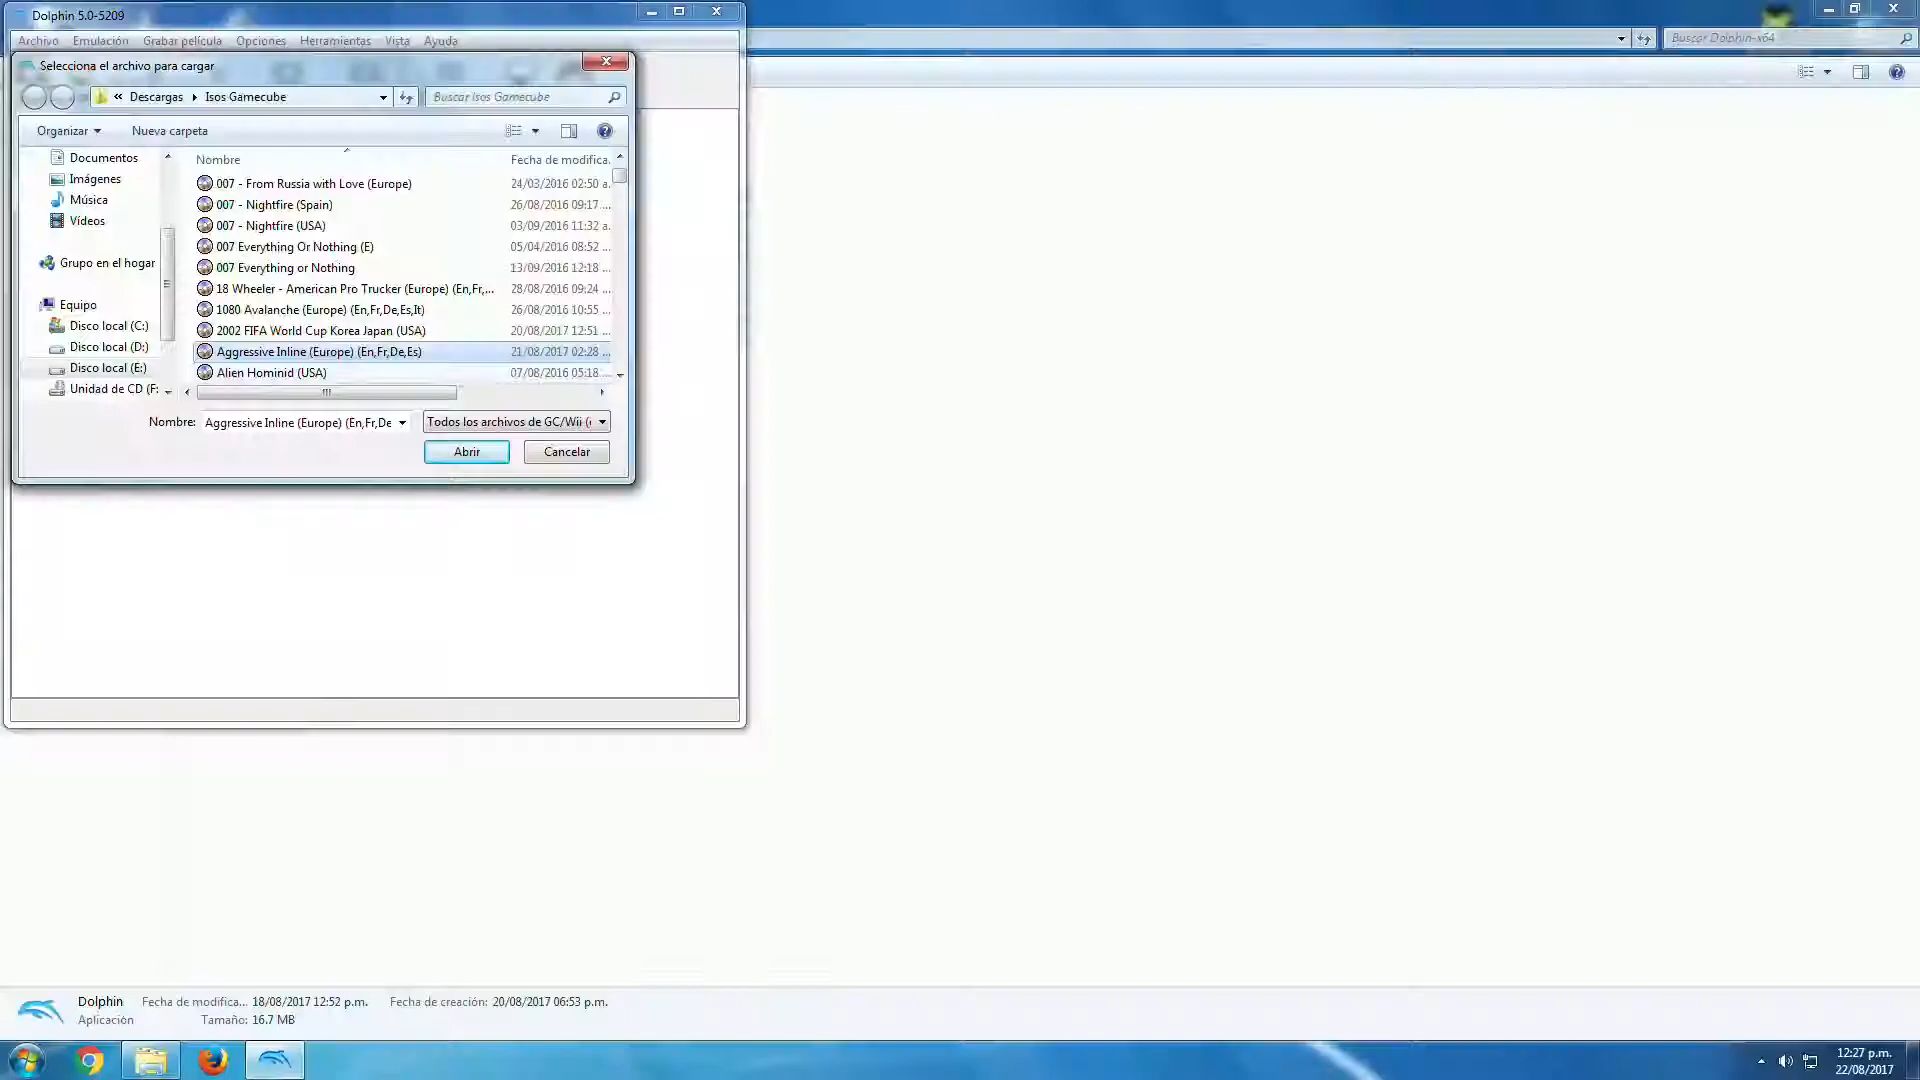 Dolphin 5.0-5209
Archivo Emulación Grabar película Opciones Herramientas Vista Ayuda
Buscar Dolphin-x64
Selecciona el archivo para cargar
« Descargas Isos Gamecube
Buscar Isos Gamecube
Organizar Nueva carpeta
Nombre Fecha de modifica...
Documentos
Imágenes
Música
Vídeos
Grupo en el hogar
Equipo
Disco local (C:)
Disco local (D:)
Disco local (E:)
Unidad de CD (F:
007 - From Russia with Love (Europe) 24/03/2016 02:50 a.
007 - Nightfire (Spain) 26/08/2016 09:17 ...
007 - Nightfire (USA) 03/09/2016 11:32 a.
007 Everything Or Nothing (E) 05/04/2016 08:52 ...
007 Everything or Nothing 13/09/2016 12:18 ...
18 Wheeler - American Pro Trucker (Europe) (En,Fr,... 28/08/2016 09:24 ...
1080 Avalanche (Europe) (En,Fr,De,Es,It) 26/08/2016 10:55 ...
2002 FIFA World Cup Korea Japan (USA) 20/08/2017 12:51 ...
Aggressive Inline (Europe) (En,Fr,De,Es) 21/08/2017 02:28 ...
Alien Hominid (USA) 07/08/2016 05:18 ...
Nombre: Aggressive Inline (Europe) (En,Fr,De Todos los archivos de GC/Wii (
Abrir Cancelar
Dolphin Fecha de modifica... 18/08/2017 12:52 p.m. Fecha de creación: 20/08/2017 06:53 p.m.
Aplicación Tamaño: 16.7 MB
12:27 p.m.
22/08/2017